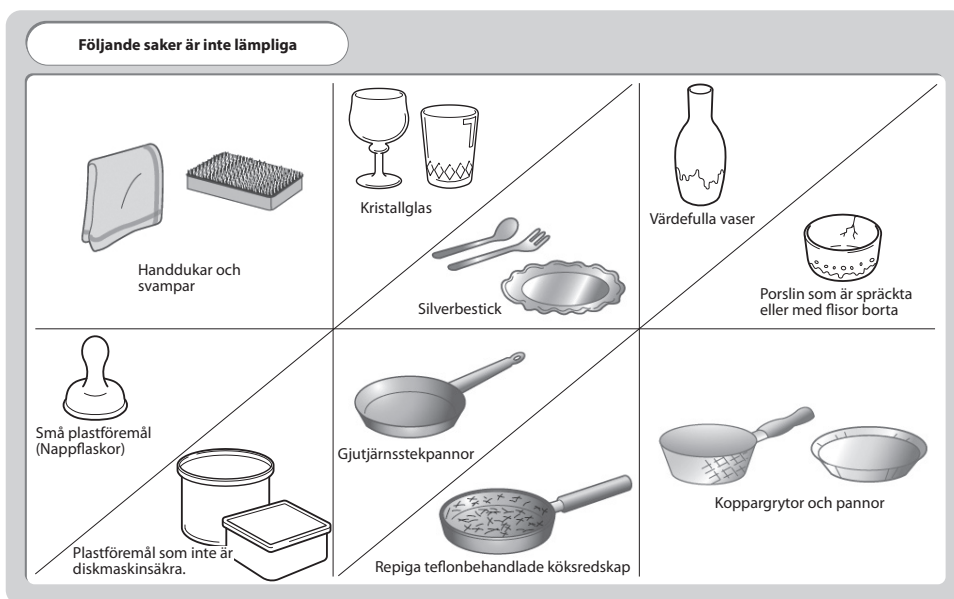 Följande saker är inte lämpliga
Handdukar och
svampar
Kristallglas
Silverbestick
Värdefulla vaser
Porslin som är spräckta
eller med flisor borta
Små plastföremål
(Nappflaskor)
Plastföremål som inte är
diskmaskinsäkra.
Gjutjärnsstekpannor
Repiga teflonbehandlade köksredskap
Koppargrytor och pannor